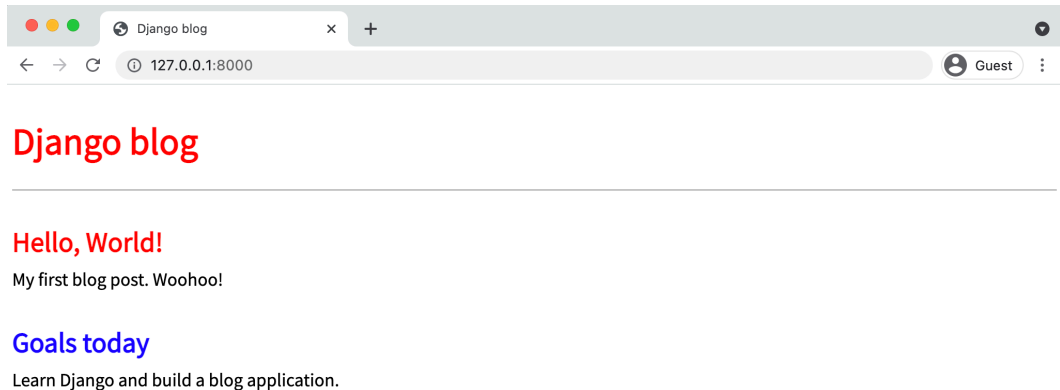 Django blog
127.0.0.1:8000
Guest
Django blog
Hello, World!
My first blog post. Woohoo!
Goals today
Learn Django and build a blog application.